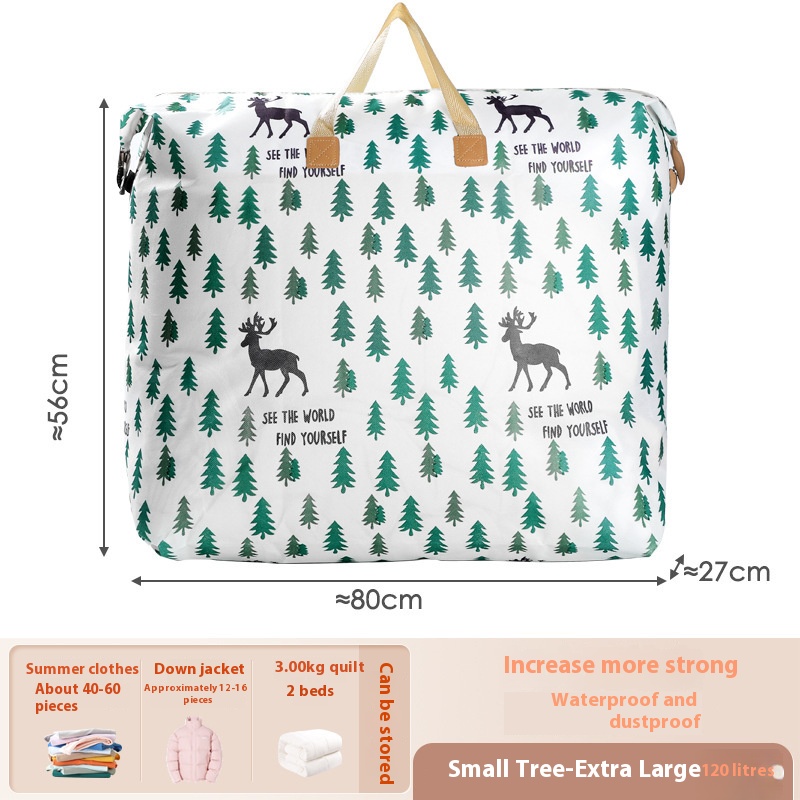 SEE THE W
FIND YOURSELF
SEE THE WORLD
FIND YOURSELF
≈56cm
SEE THE WORLD
FIND YOURSELF
SEE THE WORLD
FIND YOURSELF
≈27cm
≈80cm
Summer clothes
About 40-60
pieces
Down jacket
Approximately 12-16
pieces
3.00kg quilt
2 beds
Can be stored
Increase more strong
Waterproof and
dustproof
Small Tree-Extra Large 120 litres